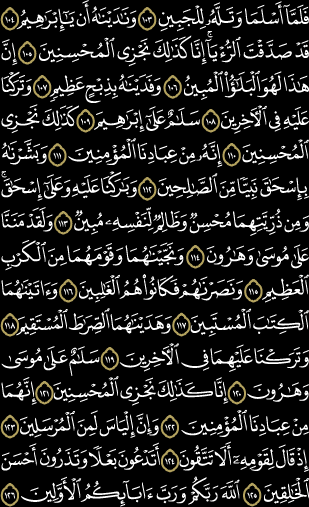 فَلَمَّآ أَسْلَمَا وَتَلَّهُۥ لِلْجَبِينِ ١٠٣ وَنَٰدَيْنَٰهُ أَن يَٰٓإِبْرَٰهِيمُ ١٠٤
قَدْ صَدَّقْتَ ٱلرُّءْيَآ إِنَّا كَذَٰلِكَ نَجْزِى ٱلْمُحْسِنِينَ ١٠٥ إِنَّ
هَٰذَا لَهُوَ ٱلْبَلَٰٓؤُا۟ ٱلْمُبِينُ ١٠٦ وَفَدَيْنَٰهُ بِذِبْحٍ عَظِيمٍ ١٠٧ وَتَرَكْنَا
عَلَيْهِ فِى ٱلْءَاخِرِينَ ١٠٨ سَلَٰمٌ عَلَىٰٓ إِبْرَٰهِيمَ ١٠٩ كَذَٰلِكَ نَجْزِى
ٱلْمُحْسِنِينَ ١١٠ إِنَّهُۥ مِنْ عِبَادِنَا ٱلْمُؤْمِنِينَ ١١١ وَبَشَّرْنَٰهُ
بِإِسْحَٰقَ نَبِيًّا مِّنَ ٱلصَّٰلِحِينَ ١١٢ وَبَٰرَكْنَا عَلَيْهِ وَعَلَىٰٓ إِسْحَٰقَ
وَمِن ذُرِّيَّتِهِمَا مُحْسِنٌ وَظَالِمٌ لِّنَفْسِهِۦ مُبِينٌ ١١٣ وَلَقَدْ مَنَنَّا
عَلَىٰ مُوسَىٰ وَهَٰرُونَ ١١٤ وَنَجَّيْنَٰهُمَا وَقَوْمَهُمَا مِنَ ٱلْكَرْبِ
ٱلْعَظِيمِ ١١٥ وَنَصَرْنَٰهُمْ فَكَانُوا۟ هُمُ ٱلْغَٰلِبِينَ ١١٦ وَءَاتَيْنَٰهُمَا
ٱلْكِتَٰبَ ٱلْمُسْتَبِينَ ١١٧ وَهَدَيْنَٰهُمَا ٱلصِّرَٰطَ ٱلْمُسْتَقِيمَ ١١٨
وَتَرَكْنَا عَلَيْهِمَا فِى ٱلْءَاخِرِينَ ١١٩ سَلَٰمٌ عَلَىٰ مُوسَىٰ
وَهَٰرُونَ ١٢٠ إِنَّا كَذَٰلِكَ نَجْزِى ٱلْمُحْسِنِينَ ١٢١ إِنَّهُمَا
مِنْ عِبَادِنَا ٱلْمُؤْمِنِينَ ١٢٢ وَإِنَّ إِلْيَاسَ لَمِنَ ٱلْمُرْسَلِينَ ١٢٣
إِذْ قَالَ لِقَوْمِهِۦٓ أَلَا تَتَّقُونَ ١٢٤ أَتَدْعُونَ بَعْلًا وَتَذَرُونَ أَحْسَنَ
ٱلْخَٰلِقِينَ ١٢٥ ٱللَّهَ رَبَّكُمْ وَرَبَّ ءَابَآئِكُمُ ٱلْأَوَّلِينَ ١٢٦